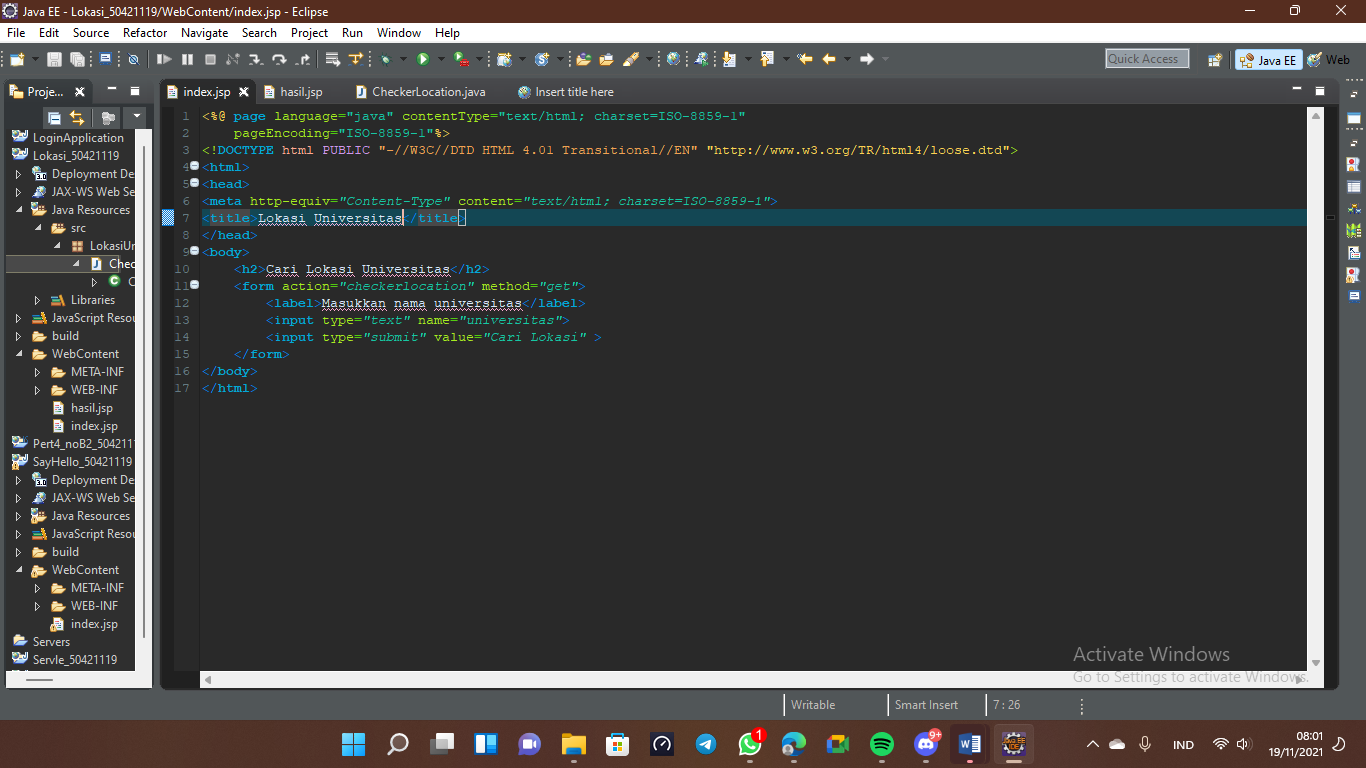 Java EE - Lokasi_50421119/WebContent/index.jsp - Eclipse
File Edit Source Refactor Navigate Search Project Run Window Help
Quick Access Java EE Web
Proje...
index.jsp hasil.jsp CheckerLocation.java Insert title here
LoginApplication
Lokasi_50421119
Deployment De
JAX-WS Web Se
Java Resources
src
LokasiUn
Chec
C
Libraries
JavaScript Resou
build
WebContent
META-INF
WEB-INF
hasil.jsp
index.jsp
Pert4_noB2_5042111
SayHello_50421119
Deployment De
JAX-WS Web Se
Java Resources
JavaScript Resou
build
WebContent
META-INF
WEB-INF
index.jsp
Servers
Servle_50421119
1 <%@ page language="java" contentType="text/html; charset=ISO-8859-1"
2 pageEncoding="ISO-8859-1"%>
3 <!DOCTYPE html PUBLIC "-//W3C//DTD HTML 4.01 Transitional//EN" "http://www.w3.org/TR/html4/loose.dtd">
4 <html>
5 <head>
6 <meta http-equiv="Content-Type" content="text/html; charset=ISO-8859-1">
7 <title>Lokasi Universitas</title>
8 </head>
9 <body>
10 <h2>Cari Lokasi Universitas</h2>
11 <form action="checkerlocation" method="get">
12 <label>Masukkan nama universitas</label>
13 <input type="text" name="universitas">
14 <input type="submit" value="Cari Lokasi" >
15 </form>
16 </body>
17 </html>
Activate Windows
Go to Settings to activate Windows.
Writable Smart Insert 7 : 26
1
9+
JAVA EE
IDE
IND
08:01
19/11/2021